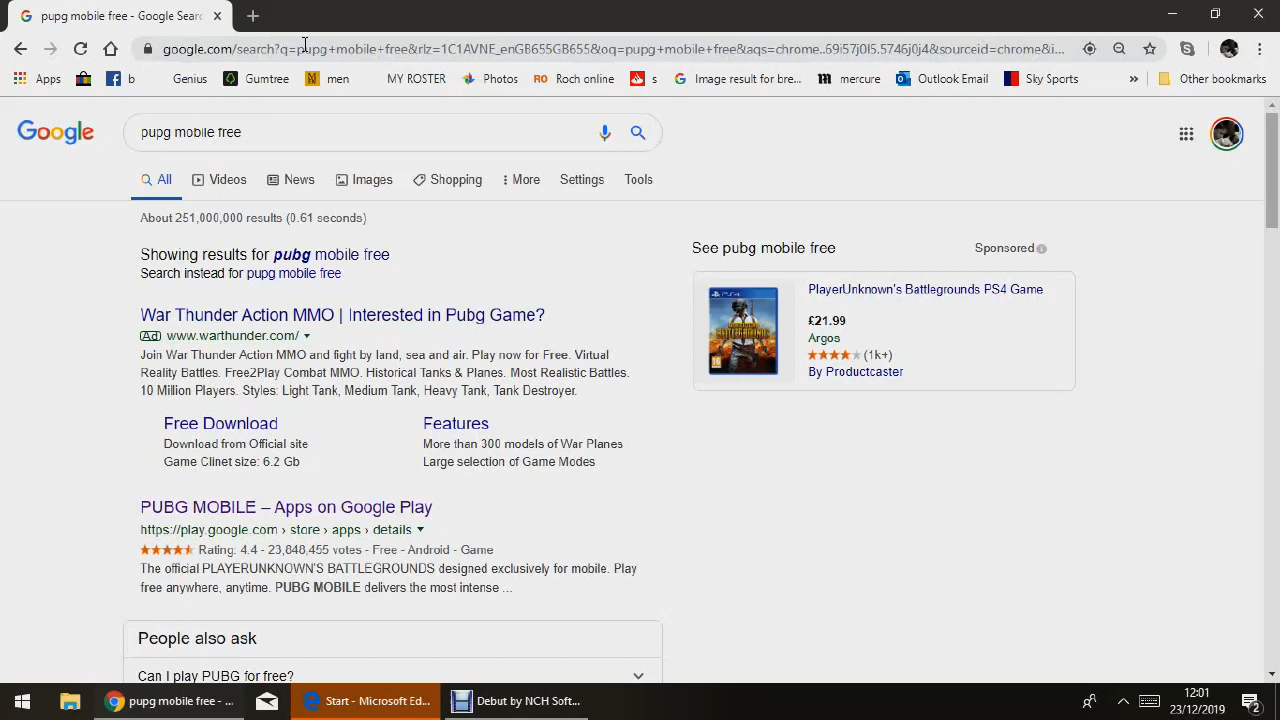 pupg mobile free - Google Sear
google.com/search?q=pupg+mobile+free&rlz=1C1AVNE_enGB655GB655&oq=pupg+mobile+free&aqs=chrome..69i57j0l5.5746j0j4&sourceid=chrome&i...
Apps b Genius Gumtree men MY ROSTER Photos RO Roch online s Image result for bre... mercure Outlook Email Sky Sports » Other bookmarks
Google pupg mobile free
All Videos News Images Shopping More Settings Tools
About 251,000,000 results (0.61 seconds)
Showing results for pubg mobile free
Search instead for pupg mobile free
War Thunder Action MMO | Interested in Pubg Game?
Ad www.warthunder.com/
Join War Thunder Action MMO and fight by land, sea and air. Play now for Free. Virtual
Reality Battles. Free2Play Combat MMO. Historical Tanks & Planes. Most Realistic Battles.
10 Million Players. Styles: Light Tank, Medium Tank, Heavy Tank, Tank Destroyer.
Free Download
Download from Official site
Game Clinet size: 6.2 Gb
Features
More than 300 models of War Planes
Large selection of Game Modes
PUBG MOBILE – Apps on Google Play
https://play.google.com › store › apps › details
Rating: 4.4 - 23,848,455 votes - Free - Android - Game
The official PLAYERUNKNOWN'S BATTLEGROUNDS designed exclusively for mobile. Play
free anywhere, anytime. PUBG MOBILE delivers the most intense ...
People also ask
Can I play PUBG for free?
See pubg mobile free Sponsored
PlayerUnknown's Battlegrounds PS4 Game
£21.99
Argos
(1k+)
By Productcaster
pupg mobile free - ... Start - Microsoft Ed... Debut by NCH Soft...
12:01
23/12/2019
2